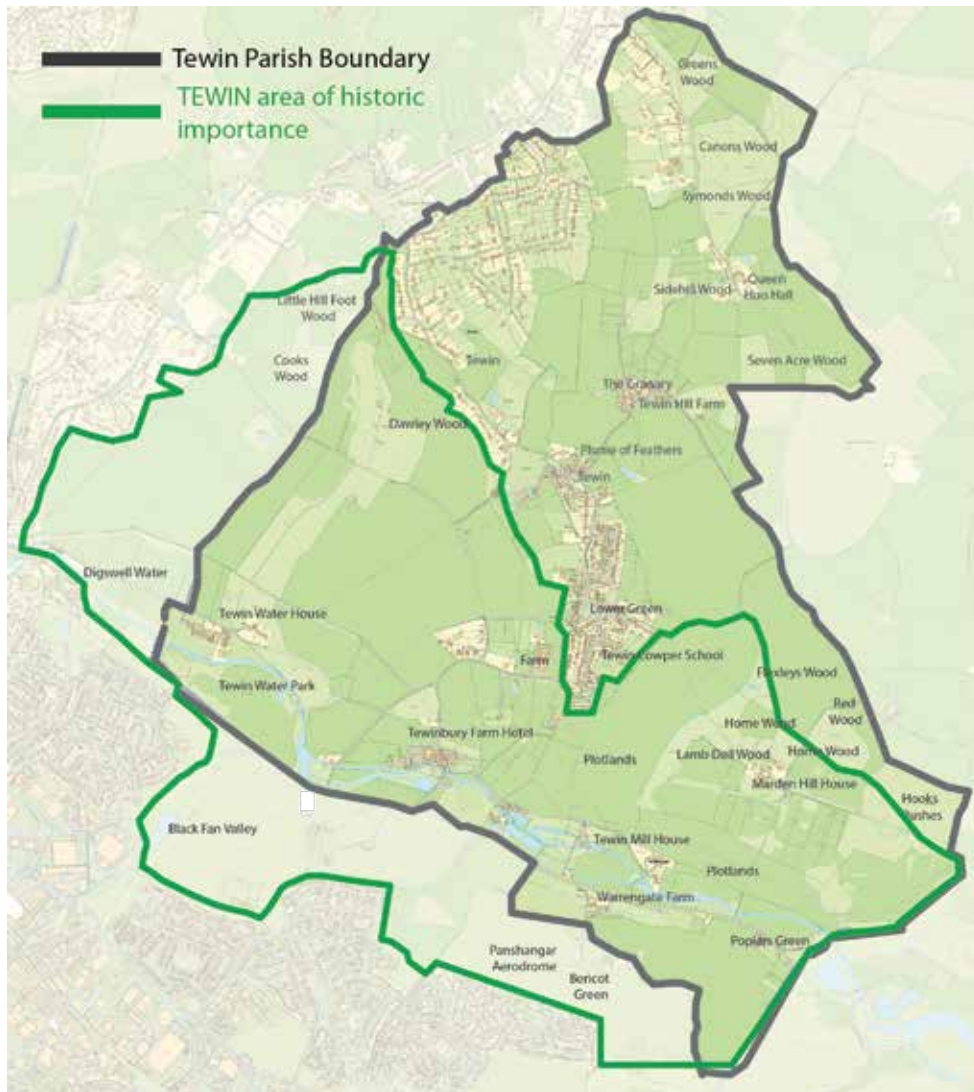 Tewin Parish Boundary
TEWIN area of historic
importance
Greens
Wood
Canons Wood
Symonds Wood
Little Hill Foot
Wood
Sidehill Wood
Queen
Hoo Hall
Cooks
Wood
Tewin
Seven Acre Wood
The Granary
Tewin Hill Farm
Dawley Wood
Plume of Feathers
Tewin
Digswell Water
Tewin Water House
Lower Green
Farm
Tewin Cowper School
Flexleys Wood
Tewin Water Park
Red
Wood
Home Wood
Tewinbury Farm Hotel
Plotlands
Lamb Dell Wood
Home Wood
Marden Hill House
Hooks
Bushes
Black Fan Valley
Tewin Mill House
Plotlands
Warrengate Farm
Poplars Green
Panshangar
Aerodrome
Bericot
Green